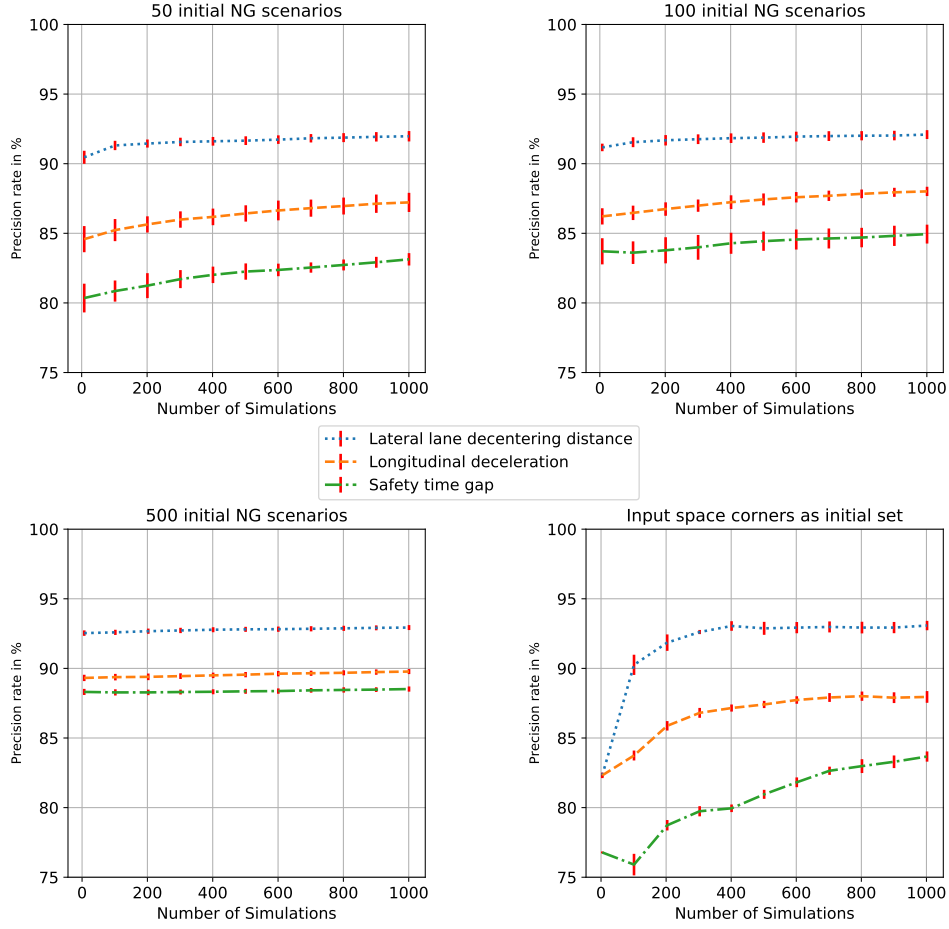 50 initial NG scenarios
100
95
90
85
80
75
Precision rate in %
0 200 400 600 800 1000
Number of Simulations
100 initial NG scenarios
100
95
90
85
80
75
Precision rate in %
0 200 400 600 800 1000
Number of Simulations
Lateral lane decentering distance
Longitudinal deceleration
Safety time gap
500 initial NG scenarios
100
95
90
85
80
75
Precision rate in %
0 200 400 600 800 1000
Number of Simulations
Input space corners as initial set
100
95
90
85
80
75
Precision rate in %
0 200 400 600 800 1000
Number of Simulations